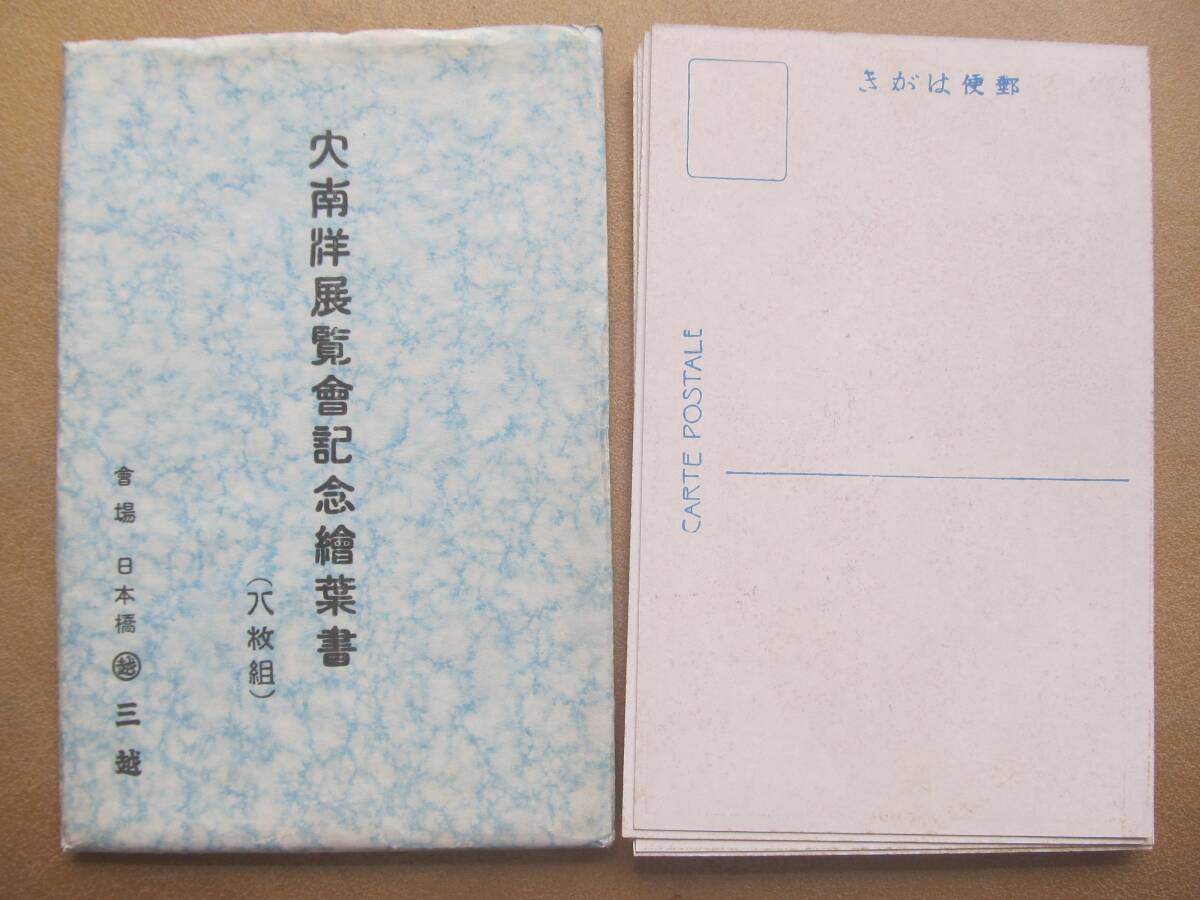 大南洋展覧會記念繪葉書
(八枚組)
會場 日本橋 越 三越
きがは便郵
CARTE POSTALE